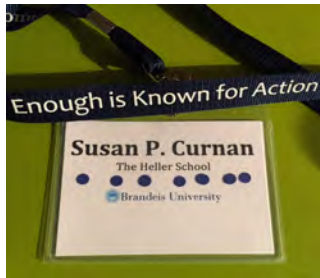 Enough is Known for Action
Susan P. Curnan
The Heller School
Brandeis University